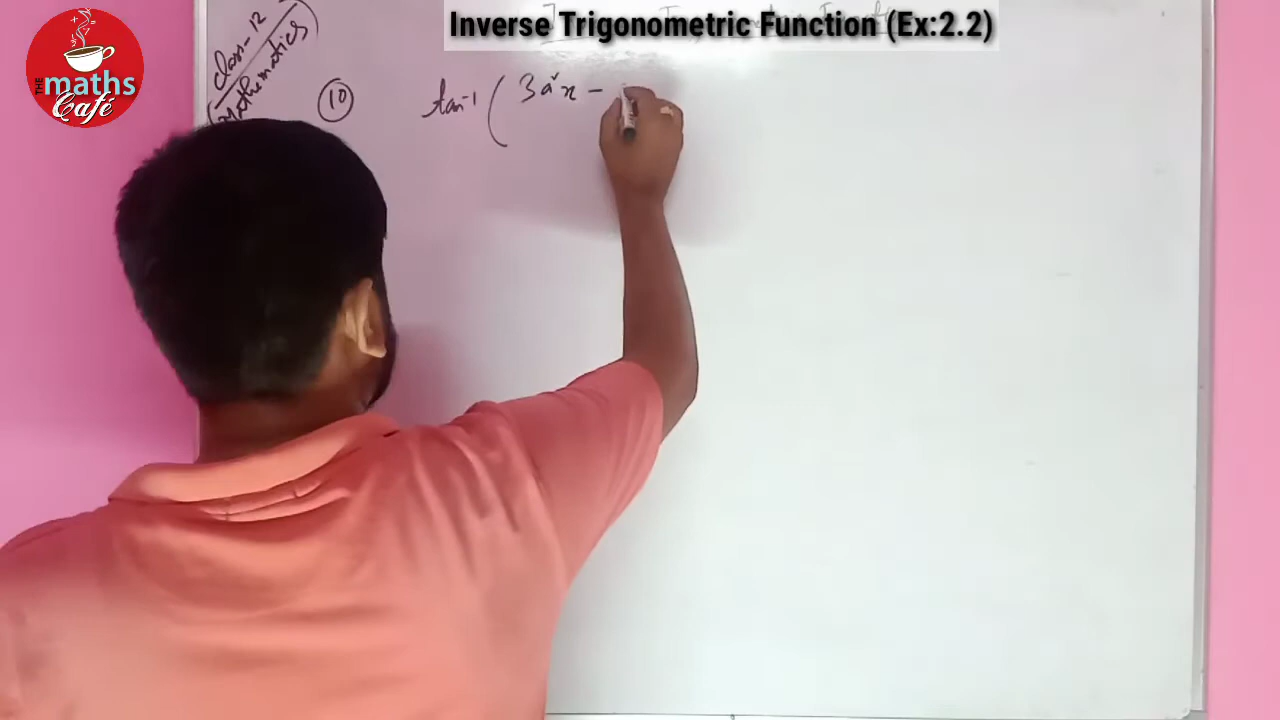 Inverse Trigonometric Function (Ex:2.2)
THE maths Café
Class-12
Mathematics
10 tan⁻¹ ( 3a²x -